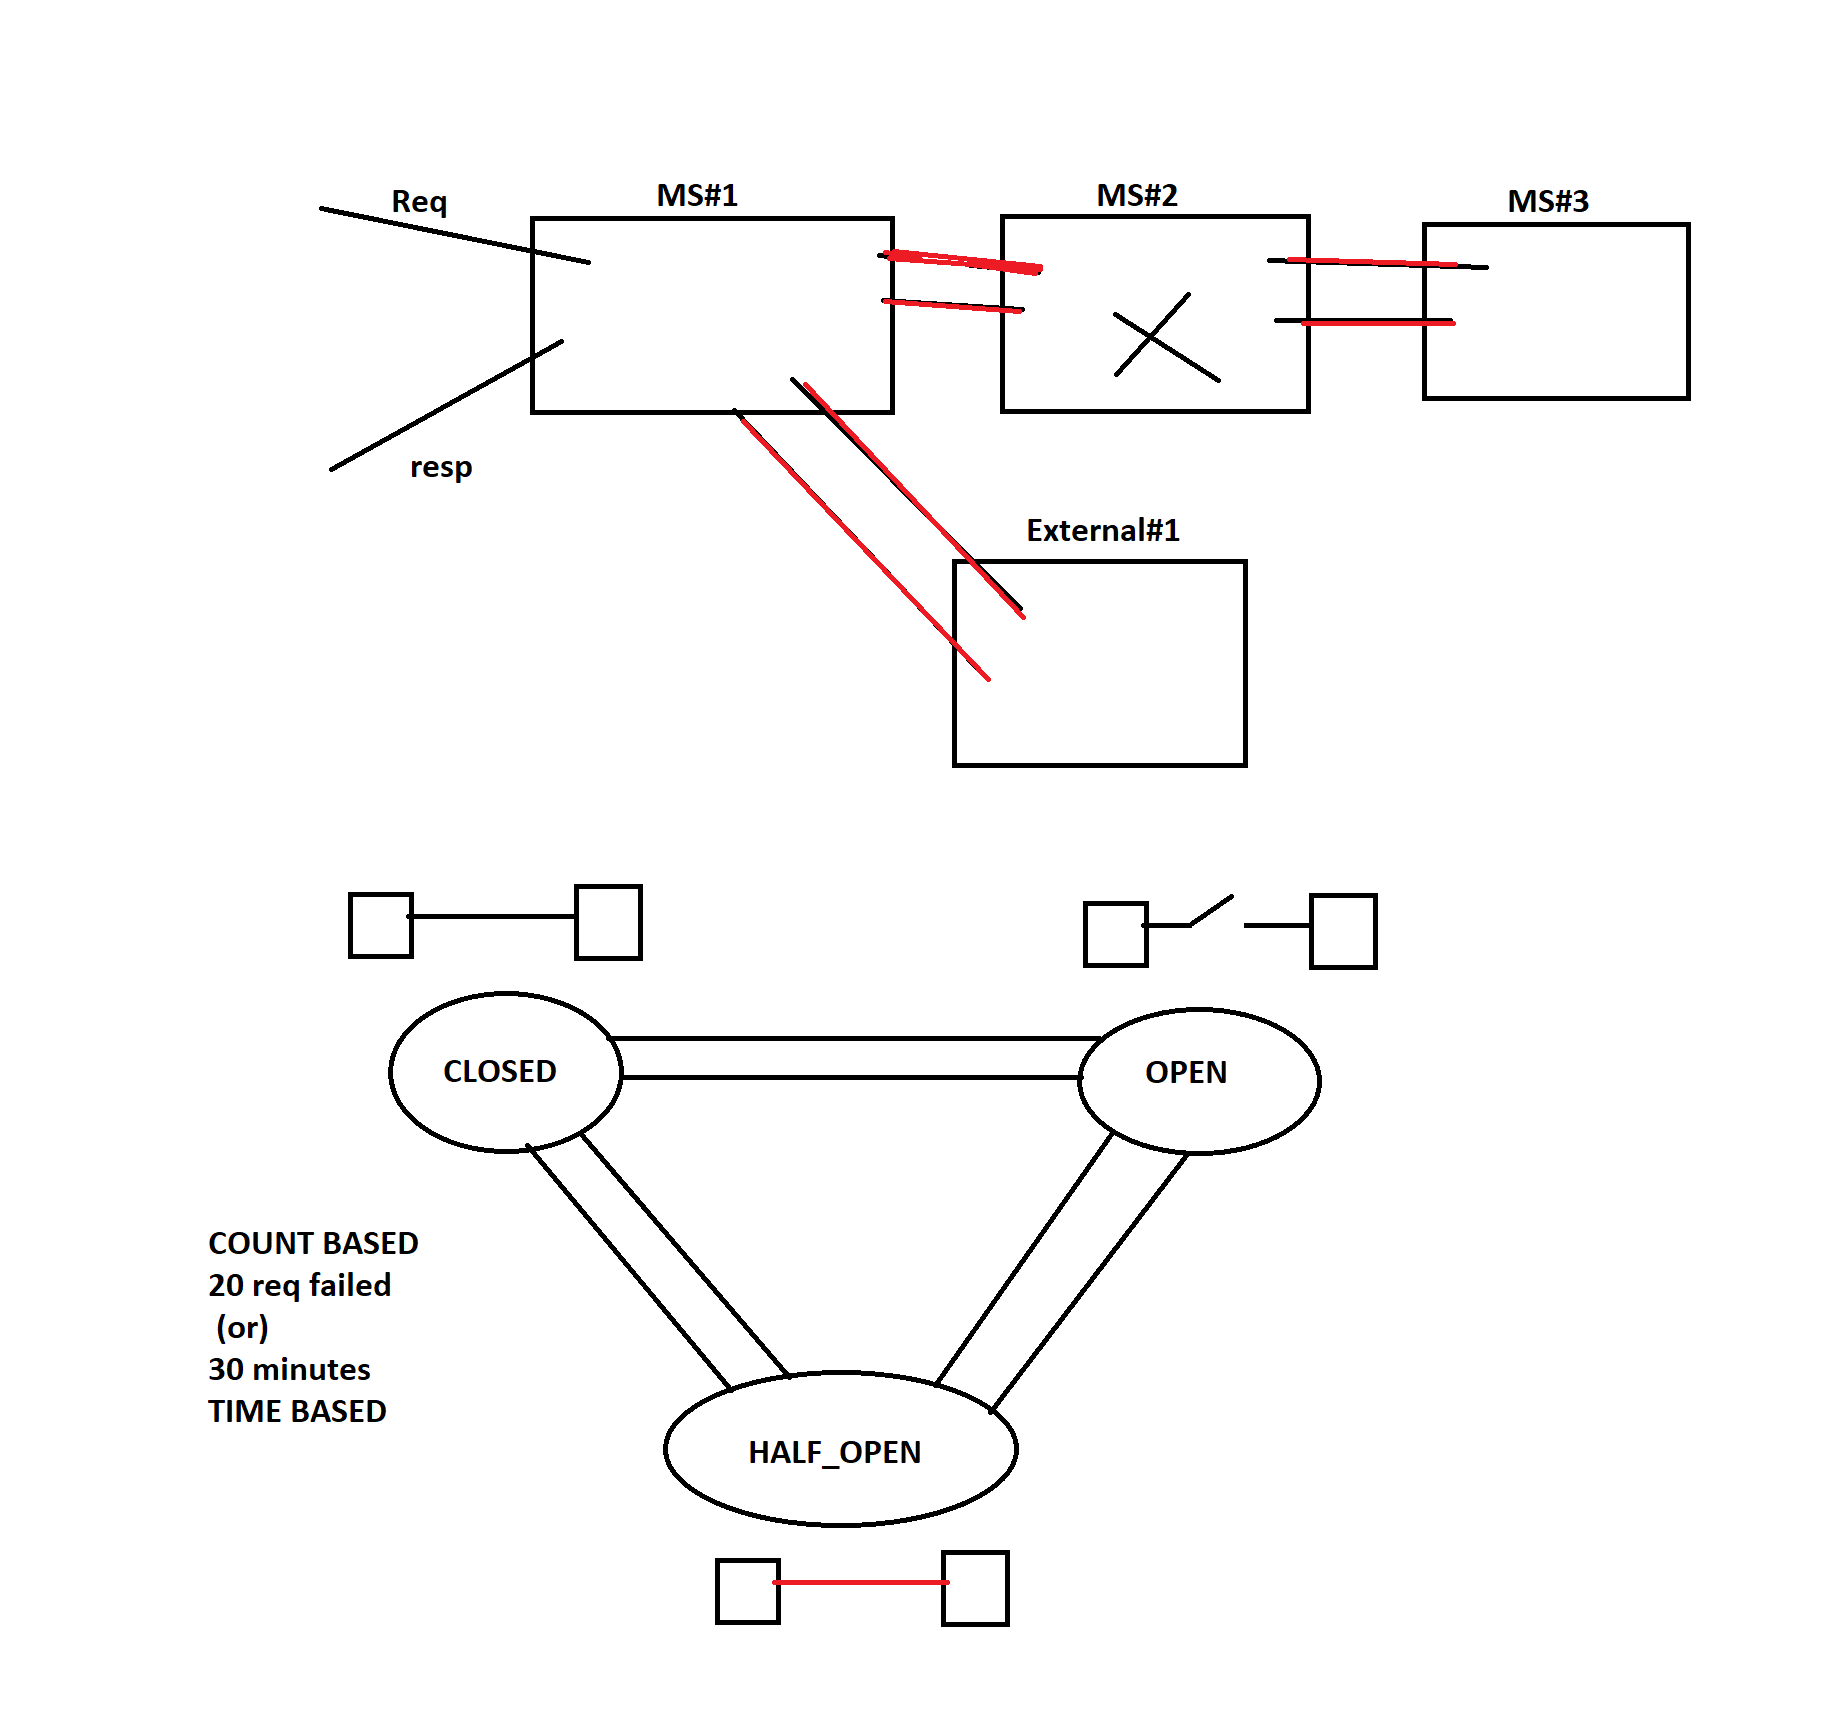 Req
MS#1
MS#2
MS#3
resp
External#1
CLOSED
OPEN
COUNT BASED
20 req failed
(or)
30 minutes
TIME BASED
HALF_OPEN